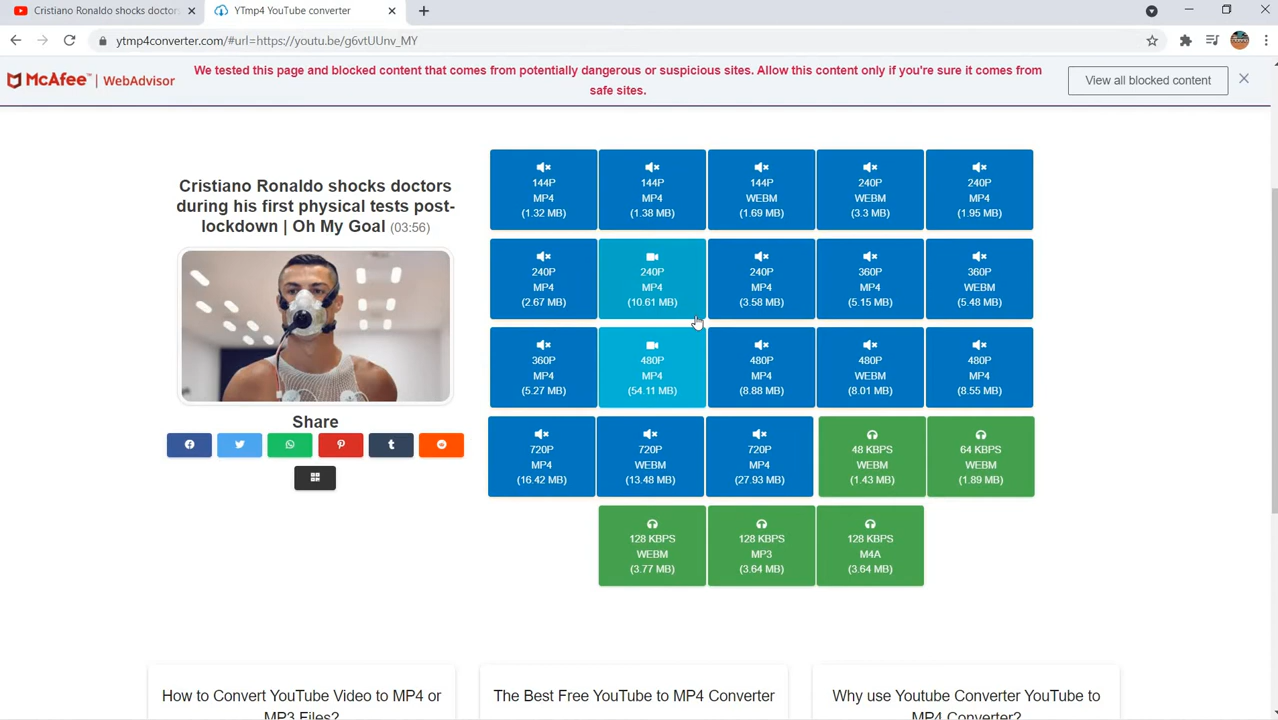 Cristiano Ronaldo shocks doctors
YTmp4 YouTube converter
ytmp4converter.com/#url=https://youtu.be/g6vtUUnv_MY
McAfee™ | WebAdvisor
We tested this page and blocked content that comes from potentially dangerous or suspicious sites. Allow this content only if you're sure it comes from
safe sites.
View all blocked content
Cristiano Ronaldo shocks doctors
during his first physical tests post-
lockdown | Oh My Goal (03:56)
Share
144P
MP4
(1.32 MB)
144P
MP4
(1.38 MB)
144P
WEBM
(1.69 MB)
240P
WEBM
(3.3 MB)
240P
MP4
(1.95 MB)
240P
MP4
(2.67 MB)
240P
MP4
(10.61 MB)
240P
MP4
(3.58 MB)
360P
MP4
(5.15 MB)
360P
WEBM
(5.48 MB)
360P
MP4
(5.27 MB)
480P
MP4
(54.11 MB)
480P
MP4
(8.88 MB)
480P
WEBM
(8.01 MB)
480P
MP4
(8.55 MB)
720P
MP4
(16.42 MB)
720P
WEBM
(13.48 MB)
720P
MP4
(27.93 MB)
48 KBPS
WEBM
(1.43 MB)
64 KBPS
WEBM
(1.89 MB)
128 KBPS
WEBM
(3.77 MB)
128 KBPS
MP3
(3.64 MB)
128 KBPS
M4A
(3.64 MB)
How to Convert YouTube Video to MP4 or
MP3 Files?
The Best Free YouTube to MP4 Converter
Why use Youtube Converter YouTube to
MP4 Converter?